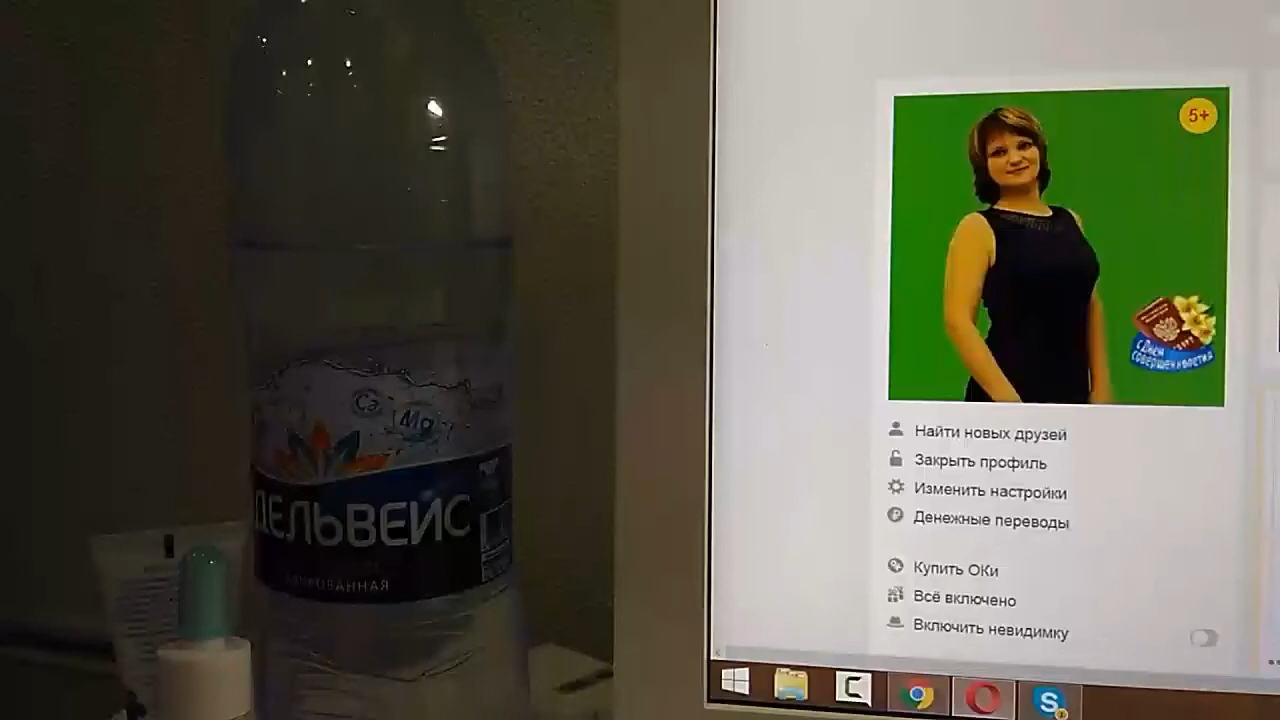 Ca
Mg
ДЕЛЬВЕЙС
5+
С ДНЕМ
СОВЕРШЕННОЛЕТИЯ
Найти новых друзей
Закрыть профиль
Изменить настройки
Денежные переводы
Купить ОКи
Всё включено
Включить невидимку